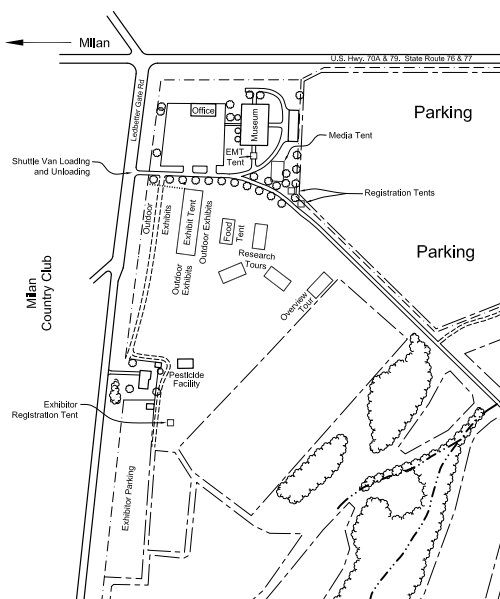 Milan
U.S. Hwy. 70A & 79. State Route 76 & 77
Ledbetter Gate Rd
Office
Museum
Parking
Media Tent
EMT
Tent
Shuttle Van Loading
and Unloading
Registration Tents
Outdoor
Exhibits
Exhibit Tent
Outdoor Exhibits
Food
Tent
Research
Tours
Parking
Outdoor
Exhibits
Overview
Tour
Milan
Country Club
Pesticide
Facility
Exhibitor
Registration Tent
Exhibitor Parking